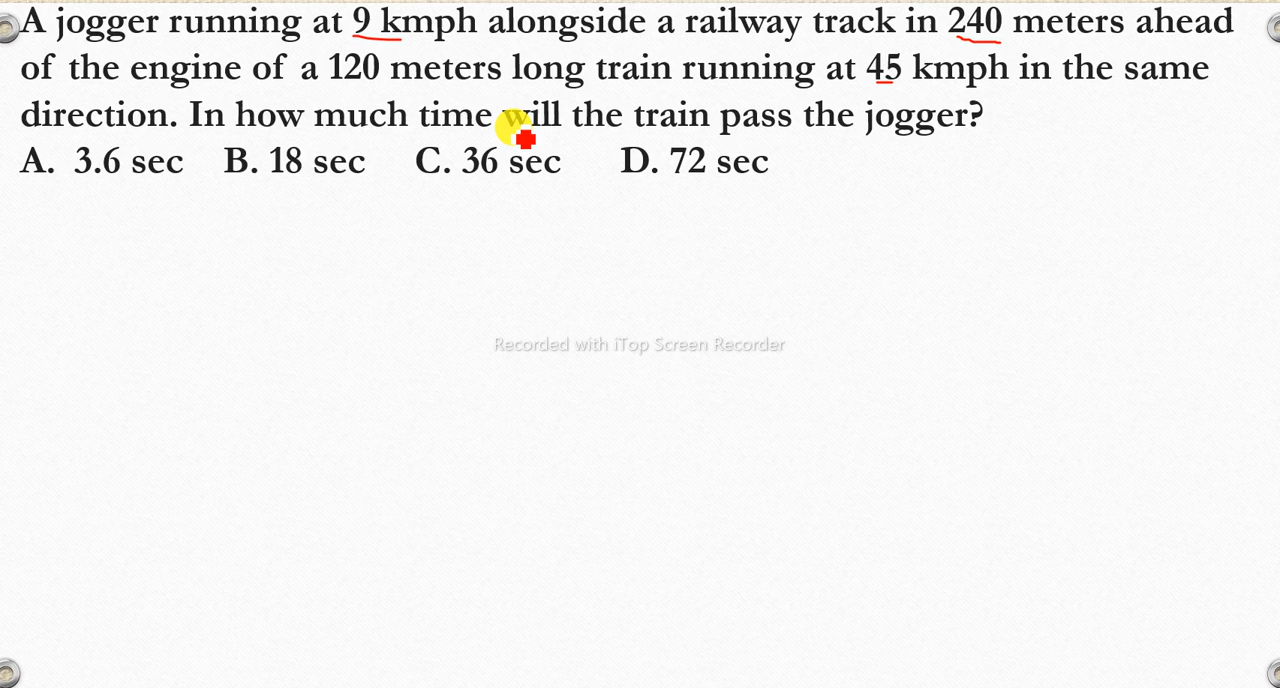 A jogger running at 9 kmph alongside a railway track in 240 meters ahead
of the engine of a 120 meters long train running at 45 kmph in the same
direction. In how much time will the train pass the jogger?
A. 3.6 sec B. 18 sec C. 36 sec D. 72 sec
Recorded with iTop Screen Recorder